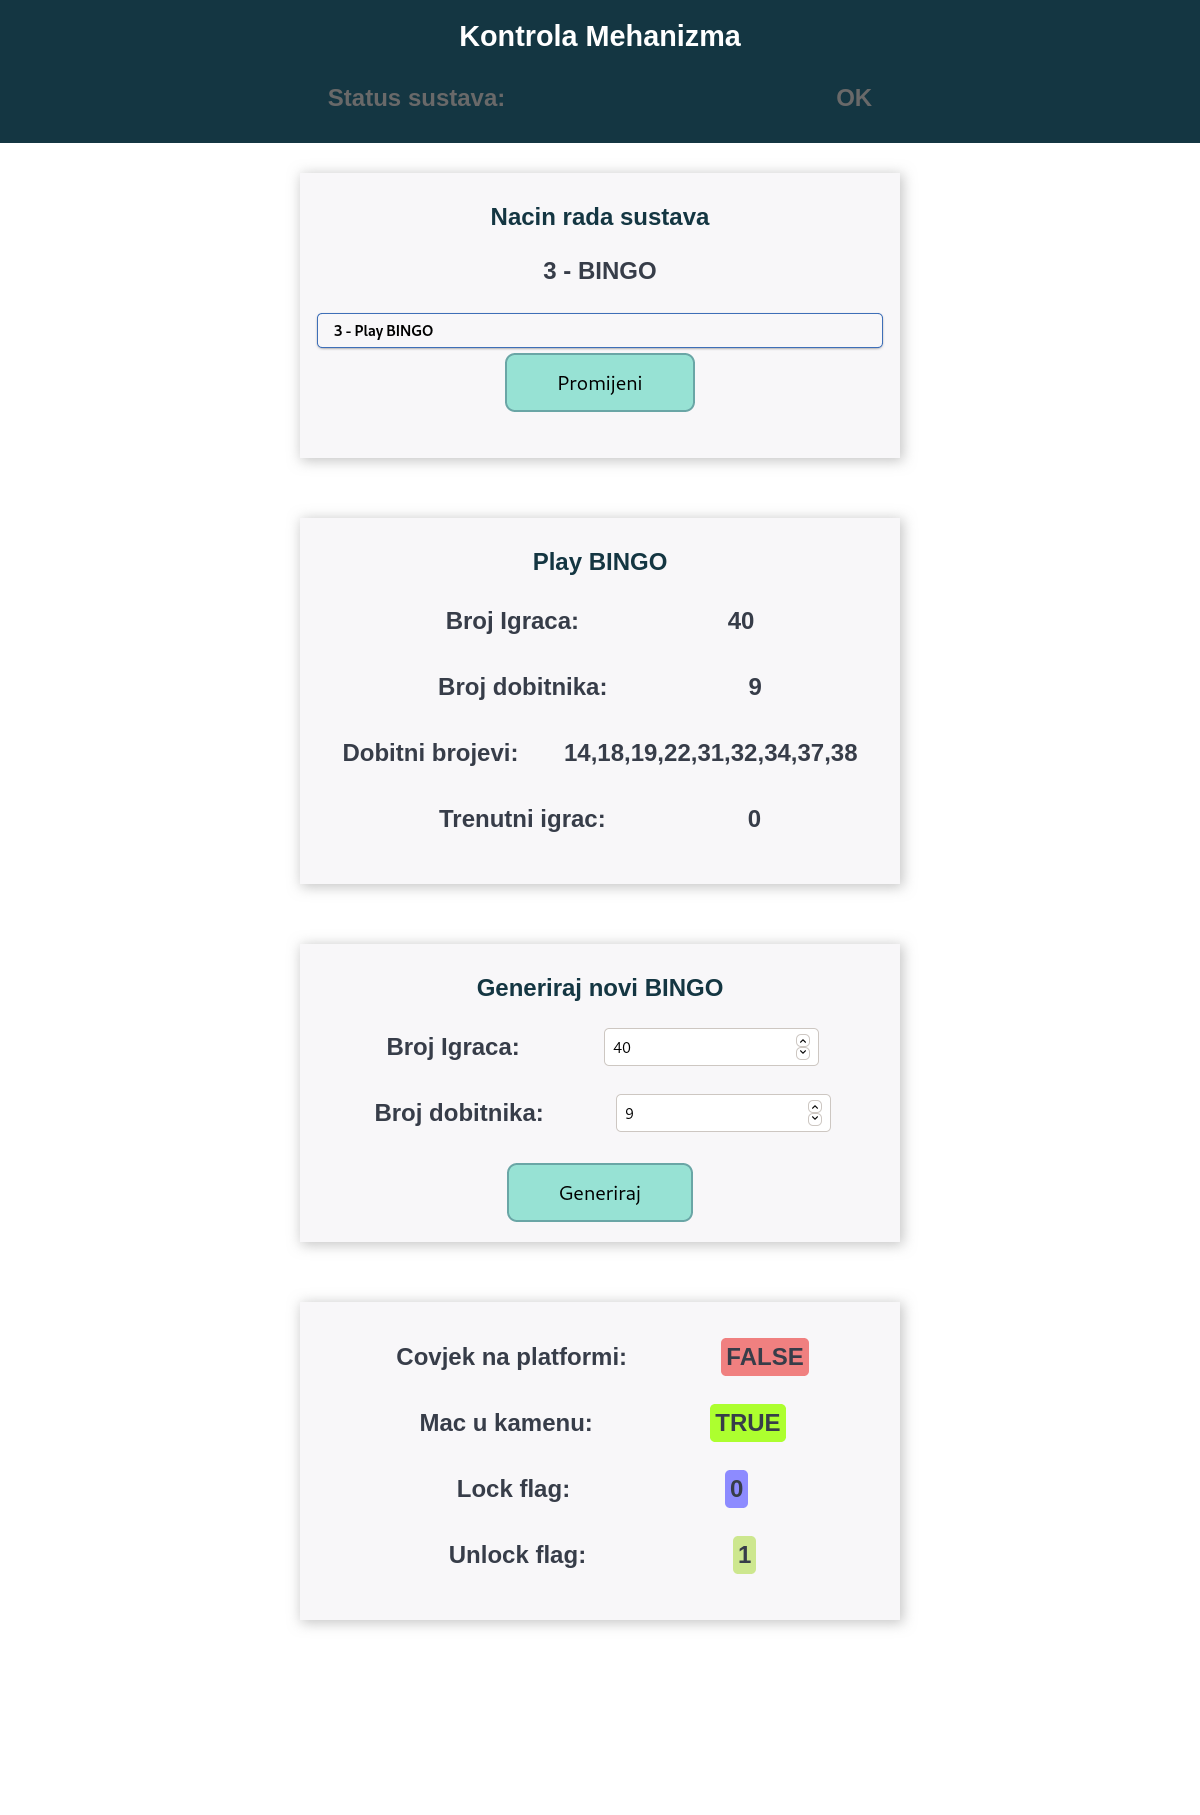 Kontrola Mehanizma
Status sustava: OK
Nacin rada sustava
3 - BINGO
3 - Play BINGO
Promijeni
Play BINGO
Broj Igraca: 40
Broj dobitnika: 9
Dobitni brojevi: 14,18,19,22,31,32,34,37,38
Trenutni igrac: 0
Generiraj novi BINGO
Broj Igraca: 40
Broj dobitnika: 9
Generiraj
Covjek na platformi: FALSE
Mac u kamenu: TRUE
Lock flag: 0
Unlock flag: 1